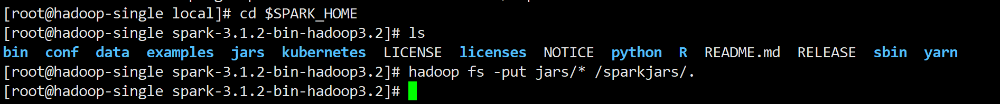 [root@hadoop-single local]# cd $SPARK_HOME
[root@hadoop-single spark-3.1.2-bin-hadoop3.2]# ls
bin conf data examples jars kubernetes LICENSE licenses NOTICE python R README.md RELEASE sbin yarn
[root@hadoop-single spark-3.1.2-bin-hadoop3.2]# hadoop fs -put jars/* /sparkjars/.
[root@hadoop-single spark-3.1.2-bin-hadoop3.2]#